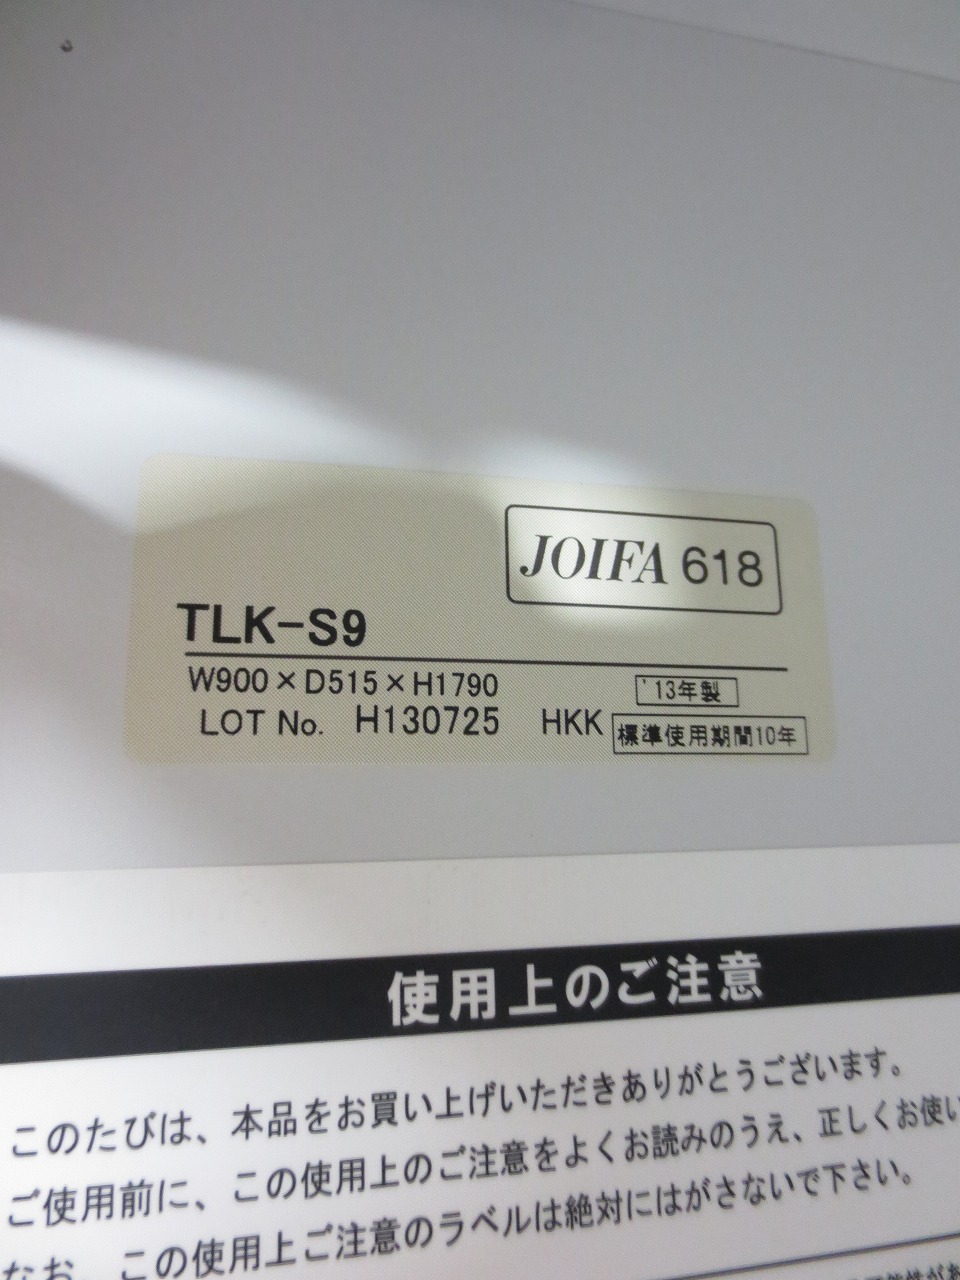 JOIFA 618
TLK-S9
W900×D515×H1790
'13年製
LOT No. H130725 HKK
標準使用期間10年
使用上のご注意
このたびは、本品をお買い上げいただきありがとうございます。
ご使用前に、この使用上のご注意をよくお読みのうえ、正しくお使い
なお、この使用上ご注意のラベルは絶対にはがさないで下さい。